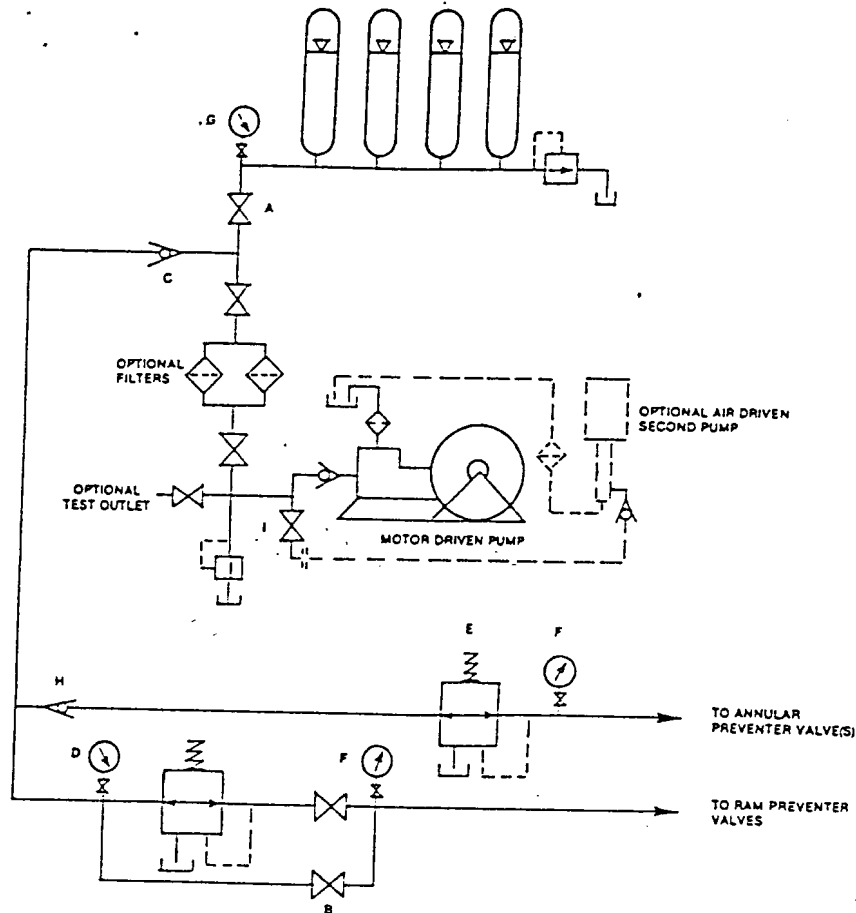 G
A
C
OPTIONAL
FILTERS
OPTIONAL AIR DRIVEN
SECOND PUMP
OPTIONAL
TEST OUTLET
I
MOTOR DRIVEN PUMP
E
F
H
TO ANNULAR
PREVENTER VALVE(S)
D
F
TO RAM PREVENTER
VALVES
B